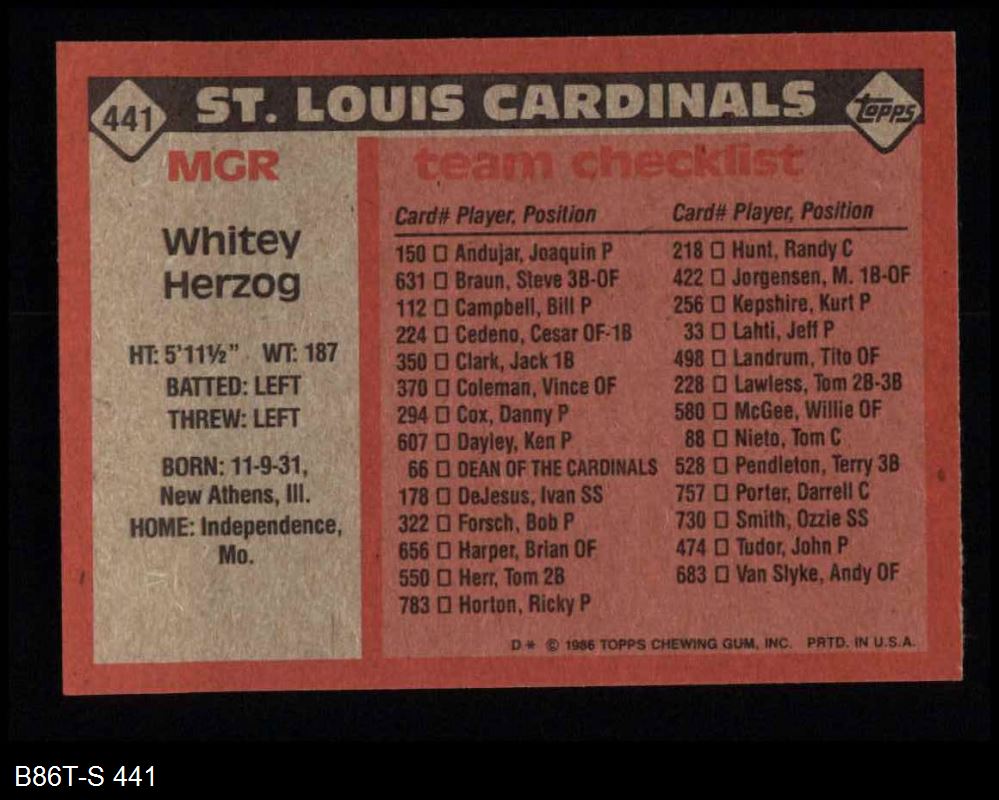 441 ST. LOUIS CARDINALS topps
MGR
Whitey
Herzog
HT: 5'11½" WT: 187
BATTED: LEFT
THREW: LEFT
BORN: 11-9-31,
New Athens, Ill.
HOME: Independence,
Mo.
team checklist
Card# Player, Position
150 □ Andujar, Joaquin P
631 □ Braun, Steve 3B-OF
112 □ Campbell, Bill P
224 □ Cedeno, Cesar OF-1B
350 □ Clark, Jack 1B
370 □ Coleman, Vince OF
294 □ Cox, Danny P
607 □ Dayley, Ken P
66 □ DEAN OF THE CARDINALS
178 □ DeJesus, Ivan SS
322 □ Forsch, Bob P
656 □ Harper, Brian OF
550 □ Herr, Tom 2B
783 □ Horton, Ricky P
Card# Player, Position
218 □ Hunt, Randy C
422 □ Jorgensen, M. 1B-OF
256 □ Kepshire, Kurt P
33 □ Lahti, Jeff P
498 □ Landrum, Tito OF
228 □ Lawless, Tom 2B-3B
580 □ McGee, Willie OF
88 □ Nieto, Tom C
528 □ Pendleton, Terry 3B
757 □ Porter, Darrell C
730 □ Smith, Ozzie SS
474 □ Tudor, John P
683 □ Van Slyke, Andy OF
D* © 1986 TOPPS CHEWING GUM, INC. PRTD. IN U.S.A.
B86T-S 441